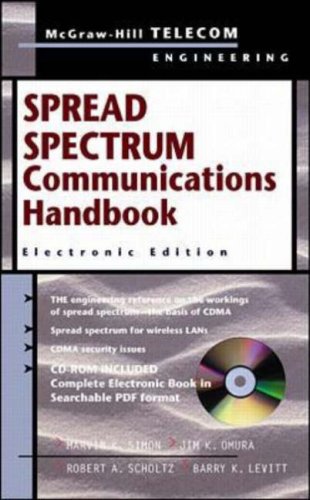 McGraw-Hill TELECOM
ENGINEERING
SPREAD
SPECTRUM
Communications
Handbook
Electronic Edition
THE engineering reference on the workings
of spread spectrum—the basis of CDMA
Spread spectrum for wireless LANs
CDMA security issues
CD-ROM INCLUDED
Complete Electronic Book in
Searchable PDF format
MARVIN K. SIMON JIM K. OMURA
ROBERT A. SCHOLTZ BARRY K. LEVITT